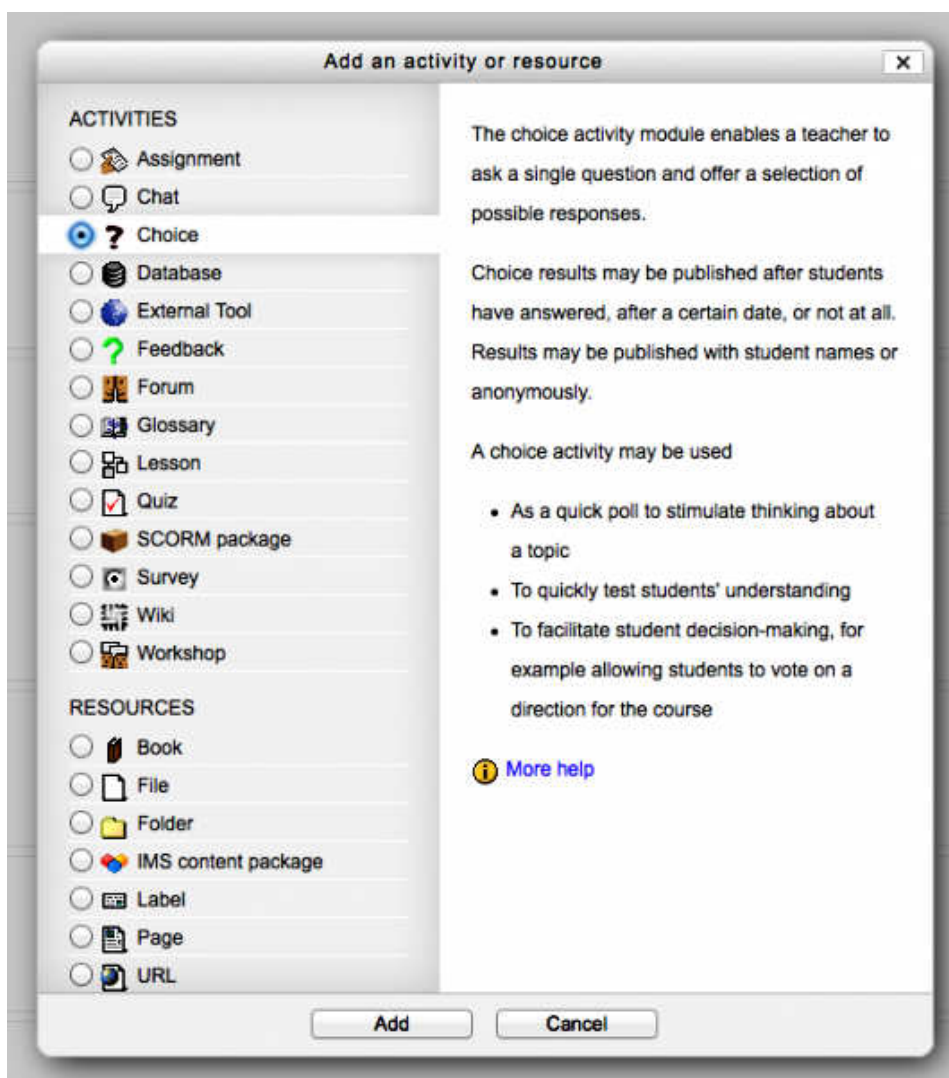 Add an activity or resource
ACTIVITIES
Assignment
Chat
Choice
Database
External Tool
Feedback
Forum
Glossary
Lesson
Quiz
SCORM package
Survey
Wiki
Workshop
RESOURCES
Book
File
Folder
IMS content package
Label
Page
URL
The choice activity module enables a teacher to
ask a single question and offer a selection of
possible responses.
Choice results may be published after students
have answered, after a certain date, or not at all.
Results may be published with student names or
anonymously.
A choice activity may be used
• As a quick poll to stimulate thinking about
a topic
• To quickly test students' understanding
• To facilitate student decision-making, for
example allowing students to vote on a
direction for the course
More help
Add
Cancel